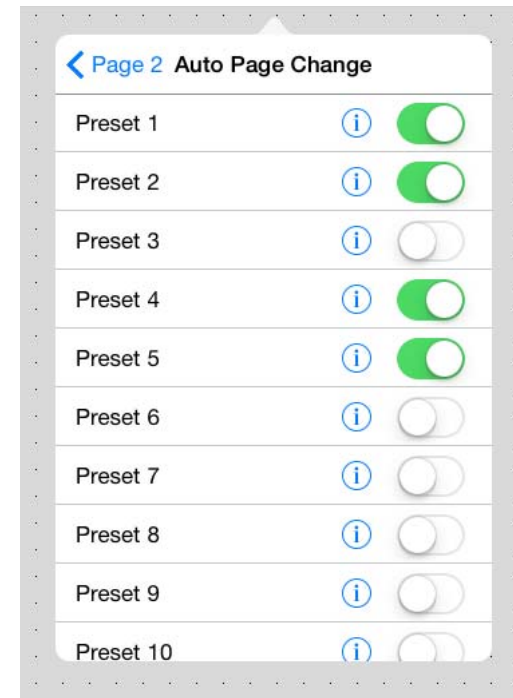 Page 2 Auto Page Change
Preset 1
Preset 2
Preset 3
Preset 4
Preset 5
Preset 6
Preset 7
Preset 8
Preset 9
Preset 10